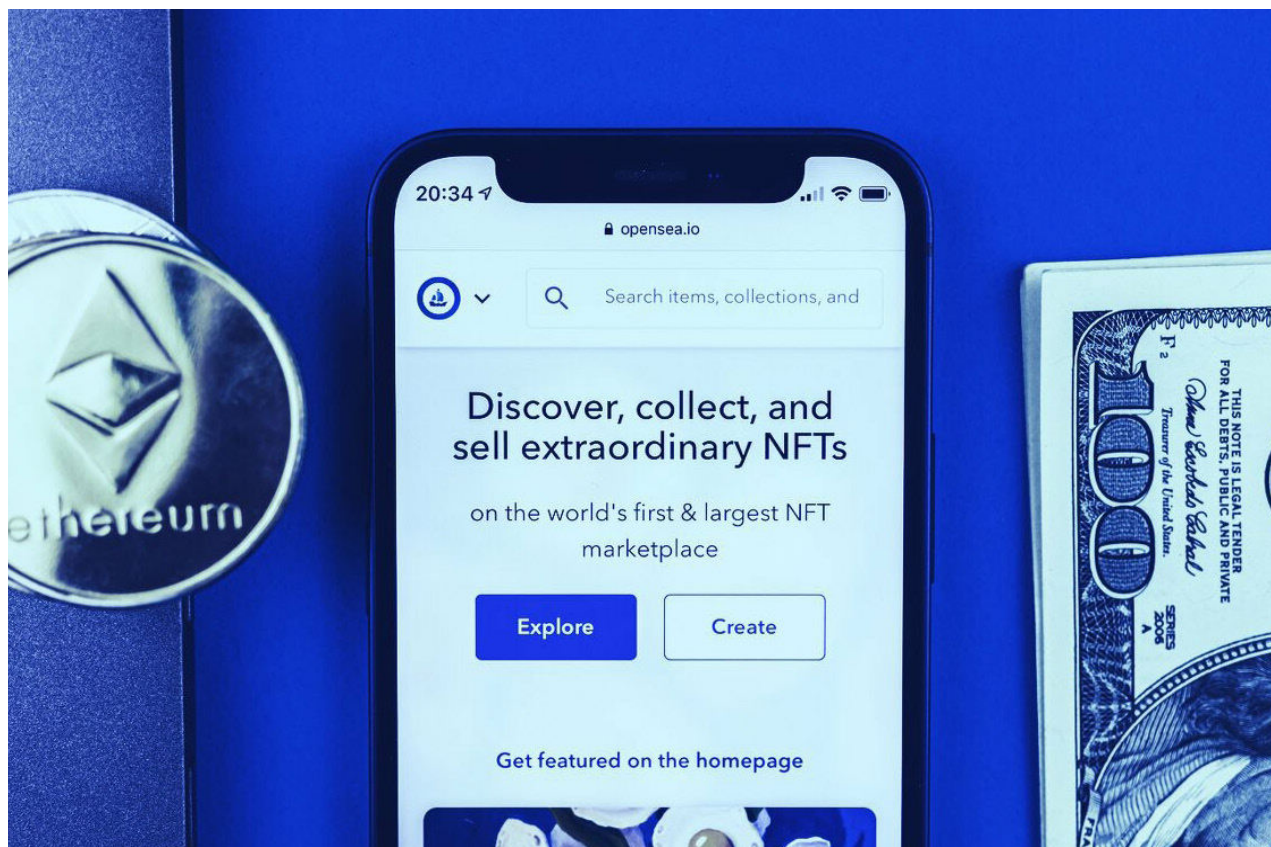 20:34
opensea.io
Search items, collections, and
Discover, collect, and
sell extraordinary NFTs
on the world's first & largest NFT
marketplace
Explore
Create
Get featured on the homepage
ethereum
F2
100
THIS NOTE IS LEGAL TENDER
FOR ALL DEBTS, PUBLIC AND PRIVATE
Treasurer of the United States.
SERIES
2006
A
FRAN